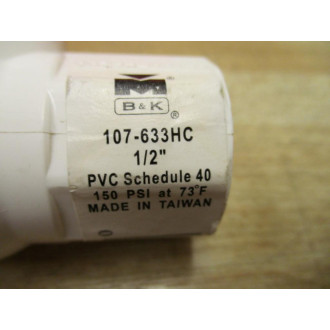 B&K
®
107-633HC
1/2"
PVC Schedule 40
150 PSI at 73°F
MADE IN TAIWAN